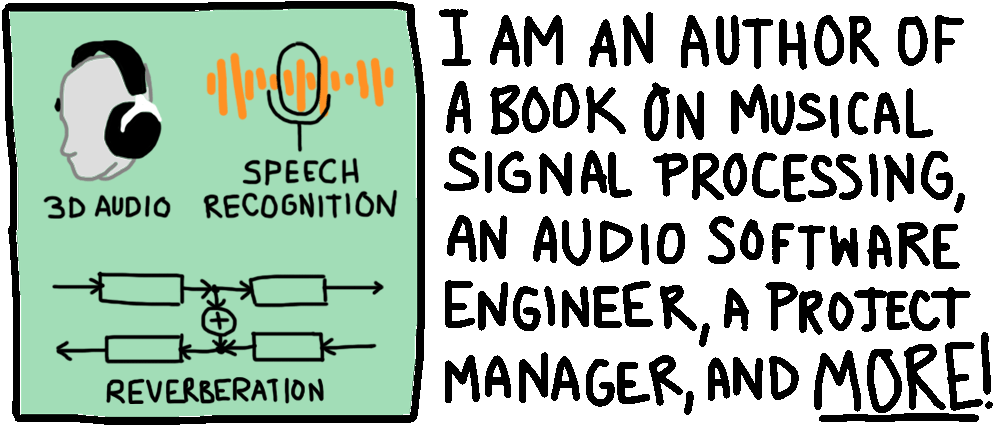 3D AUDIO
SPEECH
RECOGNITION
+
REVERBERATION
I AM AN AUTHOR OF
A BOOK ON MUSICAL
SIGNAL PROCESSING,
AN AUDIO SOFTWARE
ENGINEER, A PROJECT
MANAGER, AND MORE!